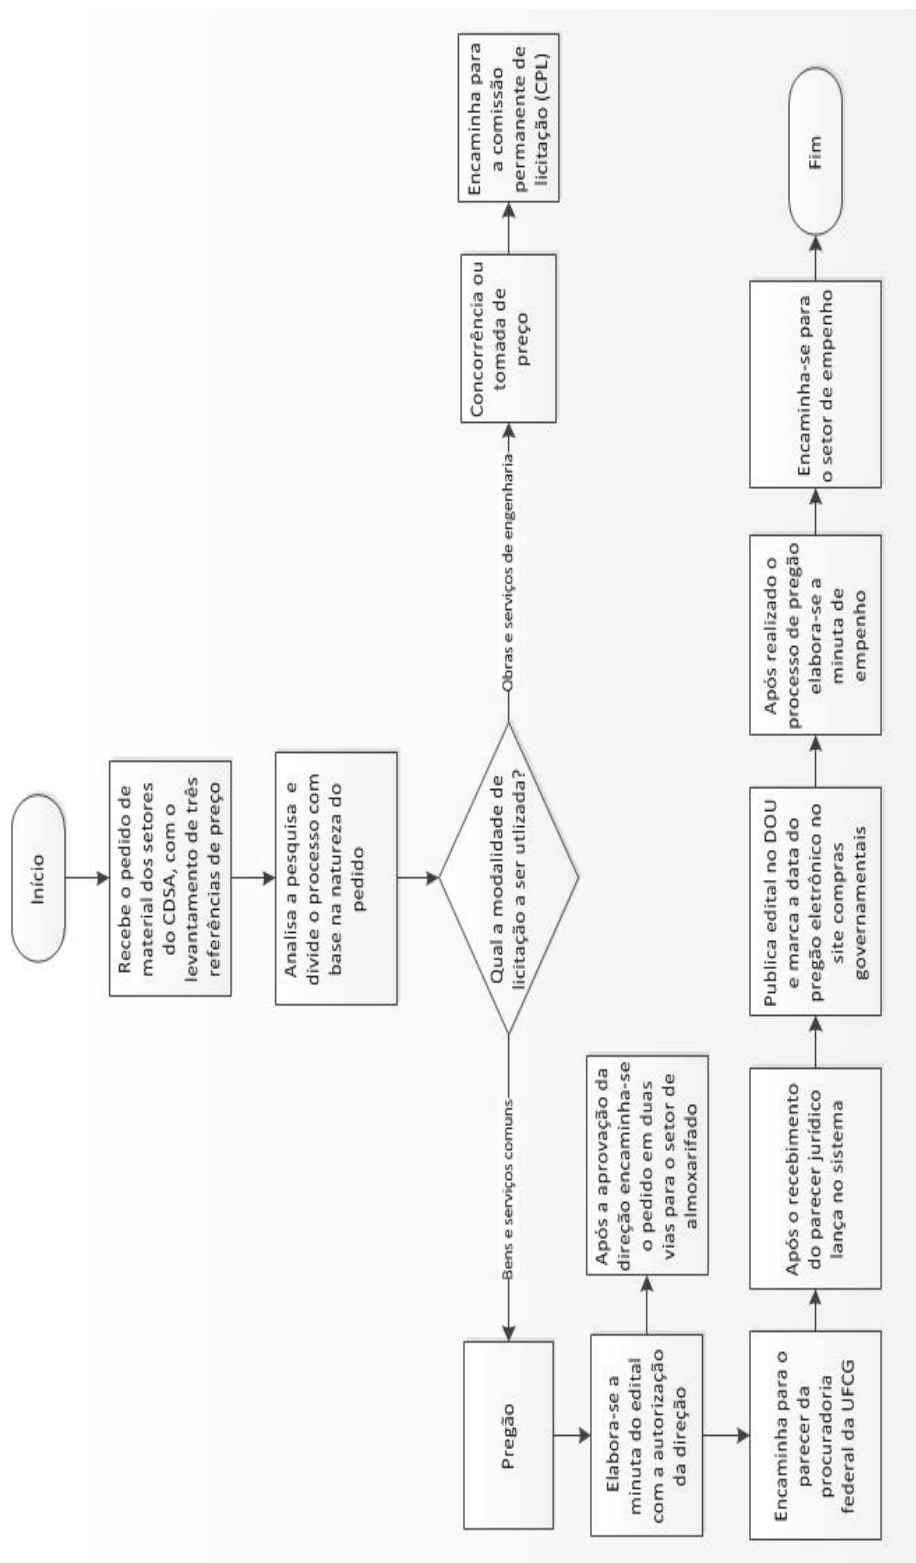 Início
Recebe o pedido de
material dos setores
do CDSA, com o
levantamento de três
referências de preço
Analisa a pesquisa e
divide o processo com
base na natureza do
pedido
Qual a modalidade de
licitação a ser utlizada?
Bens e serviços comuns
Obras e serviços de engenharia
Pregão
Concorrência ou
tomada de
preço
Encaminha para
a comissão
permanente de
licitação (CPL)
Elabora-se a
minuta do edital
com a autorização
da direção
Após a aprovação da
direção encaminha-se
o pedido em duas
vias para o setor de
almoxarifado
Encaminha para o
parecer da
procuradoria
federal da UFCG
Após o recebimento
do parecer jurídico
lança no sistema
Publica edital no DOU
e marca a data do
pregão eletrônico no
site compras
governamentais
Após realizado o
processo de pregão
elabora-se a
minuta de
empenho
Encaminha-se para
o setor de empenho
Fim